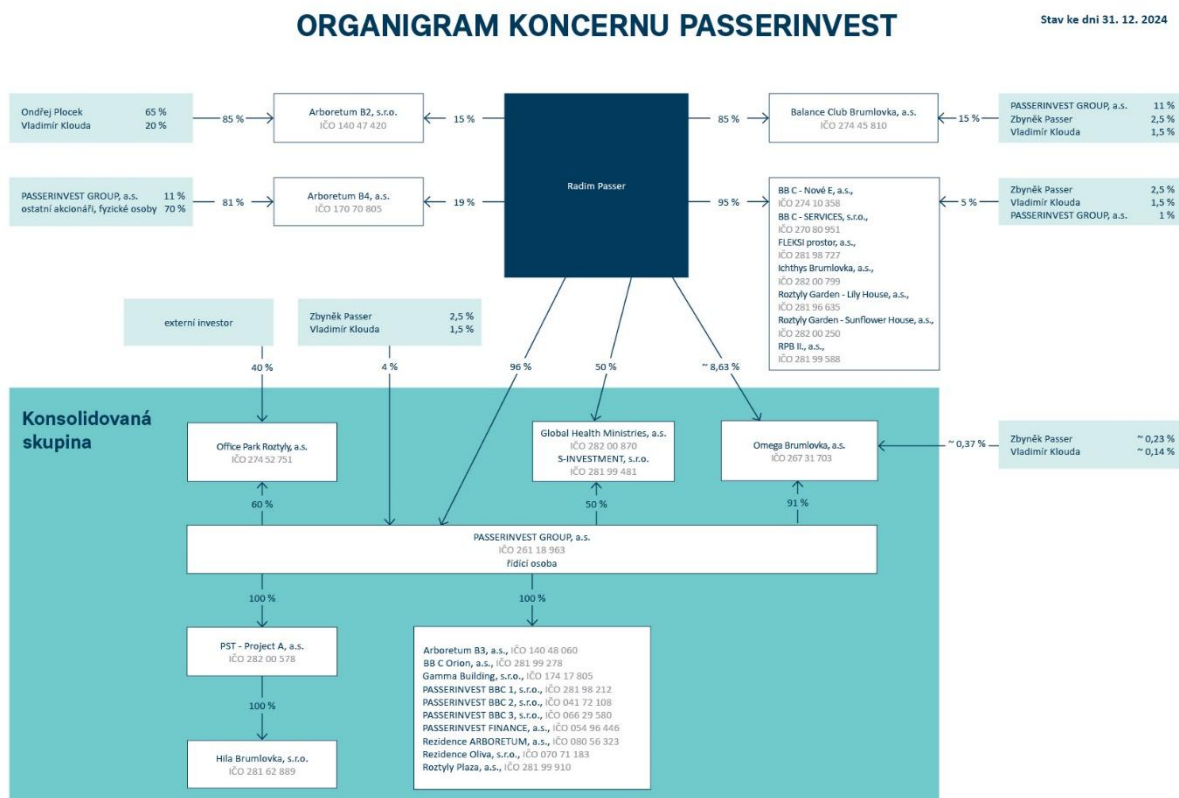 ORGANIGRAM KONCERNU PASSERINVEST
Stav ke dni 31. 12. 2024
Ondřej Plocek 65 %
Vladimír Klouda 20 %
85 %
Arboretum B2, s.r.o.
IČO 140 47 420
15 %
Radim Passer
85 %
Balance Club Brumlovka, a.s.
IČO 274 45 810
15 %
PASSERINVEST GROUP, a.s. 11 %
Zbyněk Passer 2,5 %
Vladimír Klouda 1,5 %
PASSERINVEST GROUP, a.s. 11 %
ostatní akcionáři, fyzické osoby 70 %
81 %
Arboretum B4, a.s.
IČO 170 70 805
19 %
95 %
BB C - Nové E, a.s.,
IČO 274 10 358
BB C - SERVICES, s.r.o.,
IČO 270 80 951
FLEKSI prostor, a.s.,
IČO 281 98 727
Ichthys Brumlovka, a.s.,
IČO 282 00 799
Roztyly Garden - Lily House, a.s.,
IČO 281 96 635
Roztyly Garden - Sunflower House, a.s.,
IČO 282 00 250
RPB II., a.s.,
IČO 281 99 588
5 %
Zbyněk Passer 2,5 %
Vladimír Klouda 1,5 %
PASSERINVEST GROUP, a.s. 1 %
externí investor
Zbyněk Passer 2,5 %
Vladimír Klouda 1,5 %
40 %
4 %
96 %
50 %
~ 8,63 %
Konsolidovaná
skupina
Office Park Roztyly, a.s.
IČO 274 52 751
Global Health Ministries, a.s.
IČO 282 00 870
S-INVESTMENT, s.r.o.
IČO 281 99 481
Omega Brumlovka, a.s.
IČO 267 31 703
~ 0,37 %
Zbyněk Passer ~ 0,23 %
Vladimír Klouda ~ 0,14 %
60 %
50 %
91 %
PASSERINVEST GROUP, a.s.
IČO 261 18 963
řídící osoba
100 %
100 %
PST - Project A, a.s.
IČO 282 00 578
100 %
Hila Brumlovka, s.r.o.
IČO 281 62 889
Arboretum B3, a.s., IČO 140 48 060
BB C Orion, a.s., IČO 281 99 278
Gamma Building, s.r.o., IČO 174 17 805
PASSERINVEST BBC 1, s.r.o., IČO 281 98 212
PASSERINVEST BBC 2, s.r.o., IČO 041 72 108
PASSERINVEST BBC 3, s.r.o., IČO 066 29 580
PASSERINVEST FINANCE, a.s., IČO 054 96 446
Rezidence ARBORETUM, a.s., IČO 080 56 323
Rezidence Oliva, s.r.o., IČO 070 71 183
Roztyly Plaza, a.s., IČO 281 99 910